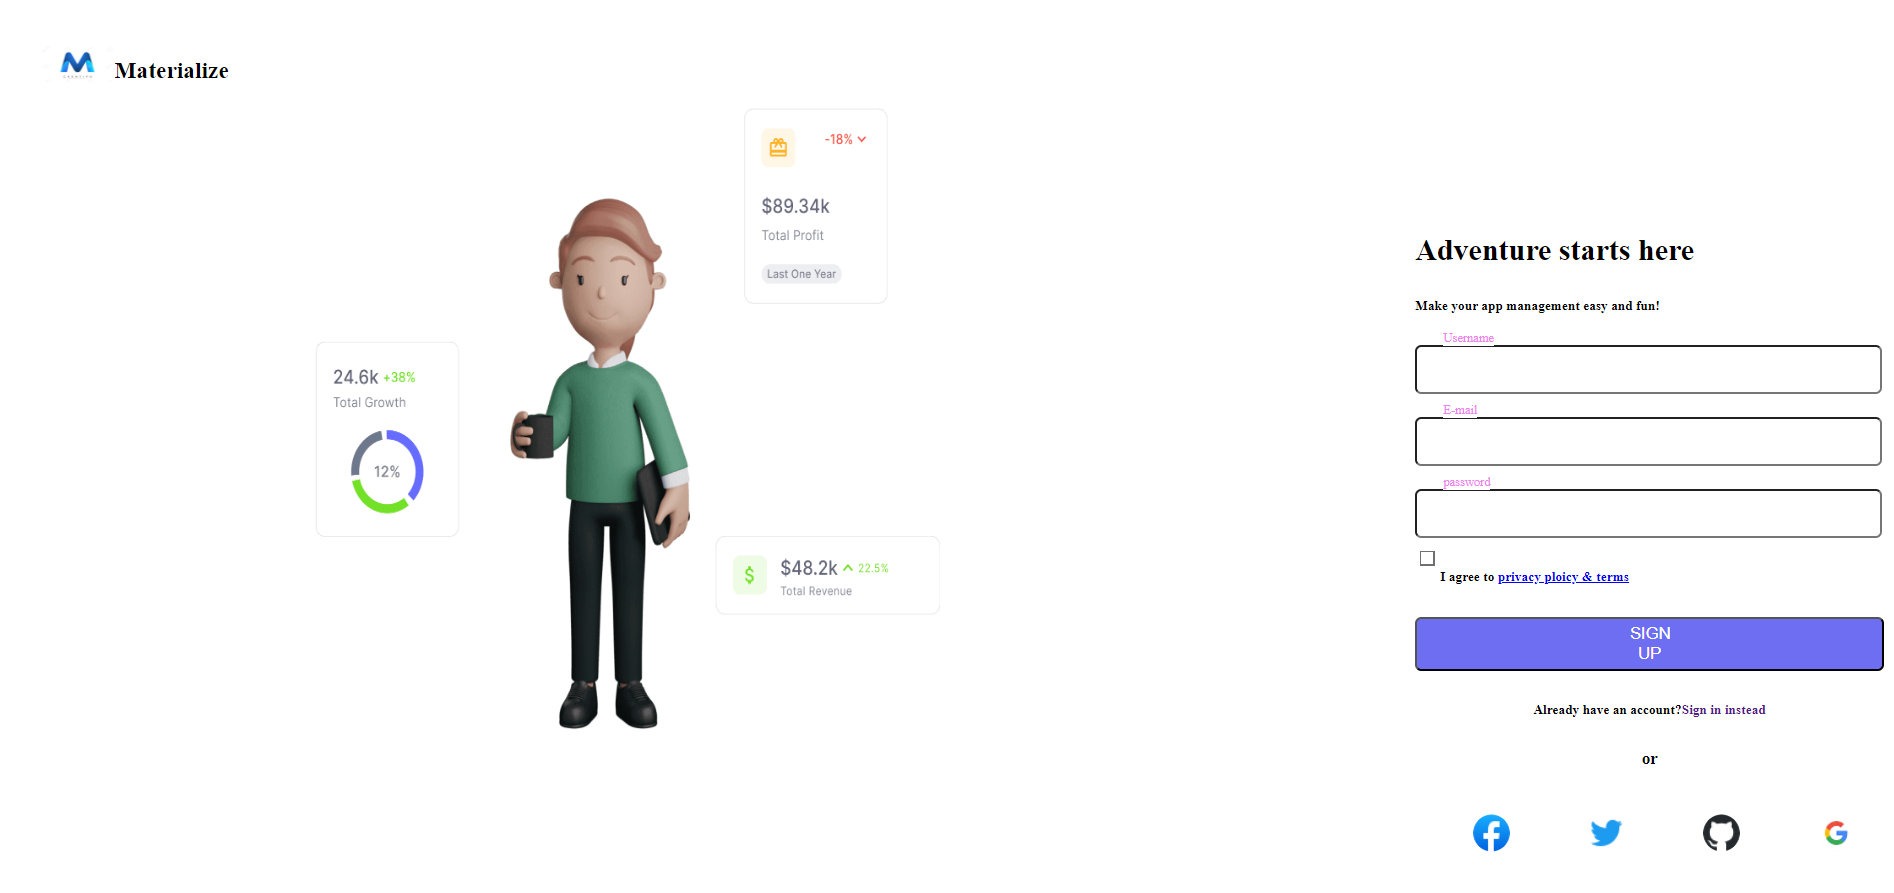 Materialize
-18%
$89.34k
Total Profit
Last One Year
24.6k +38%
Total Growth
12%
$48.2k 22.5%
Total Revenue
Adventure starts here
Make your app management easy and fun!
Username
E-mail
password
I agree to privacy ploicy & terms
SIGN
UP
Already have an account?Sign in instead
or